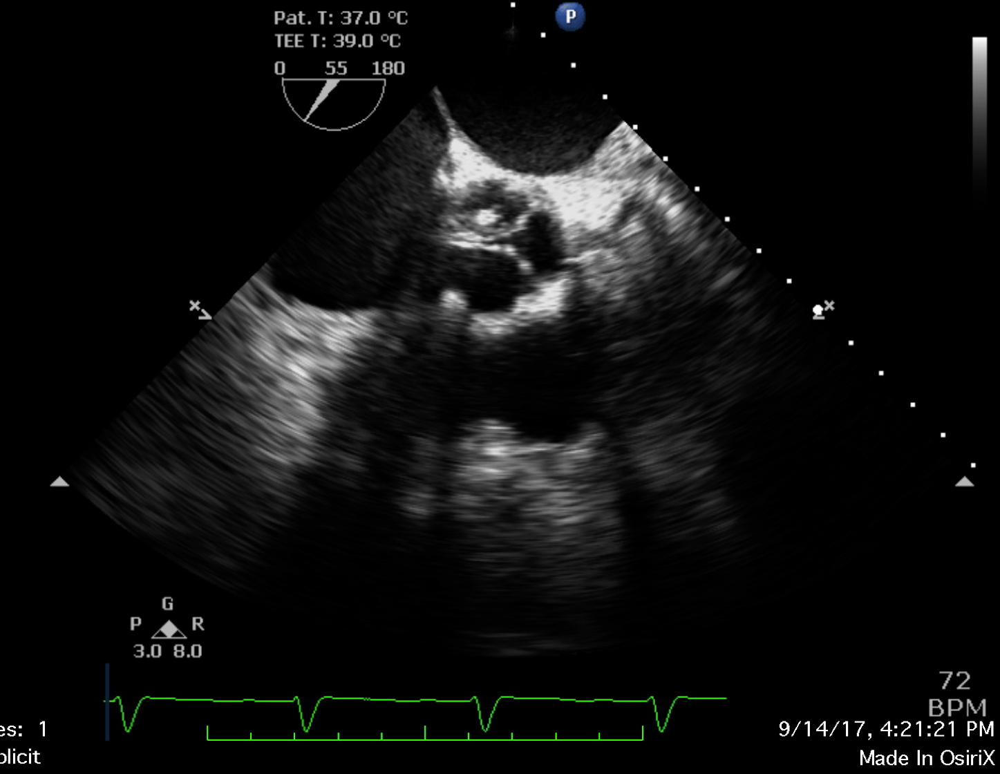 Pat. T: 37.0 °C
TEE T: 39.0 °C
0 55 180
P
G
P R
3.0 8.0
72
BPM
es: 1
9/14/17, 4:21:21 PM
plicit
Made In OsiriX